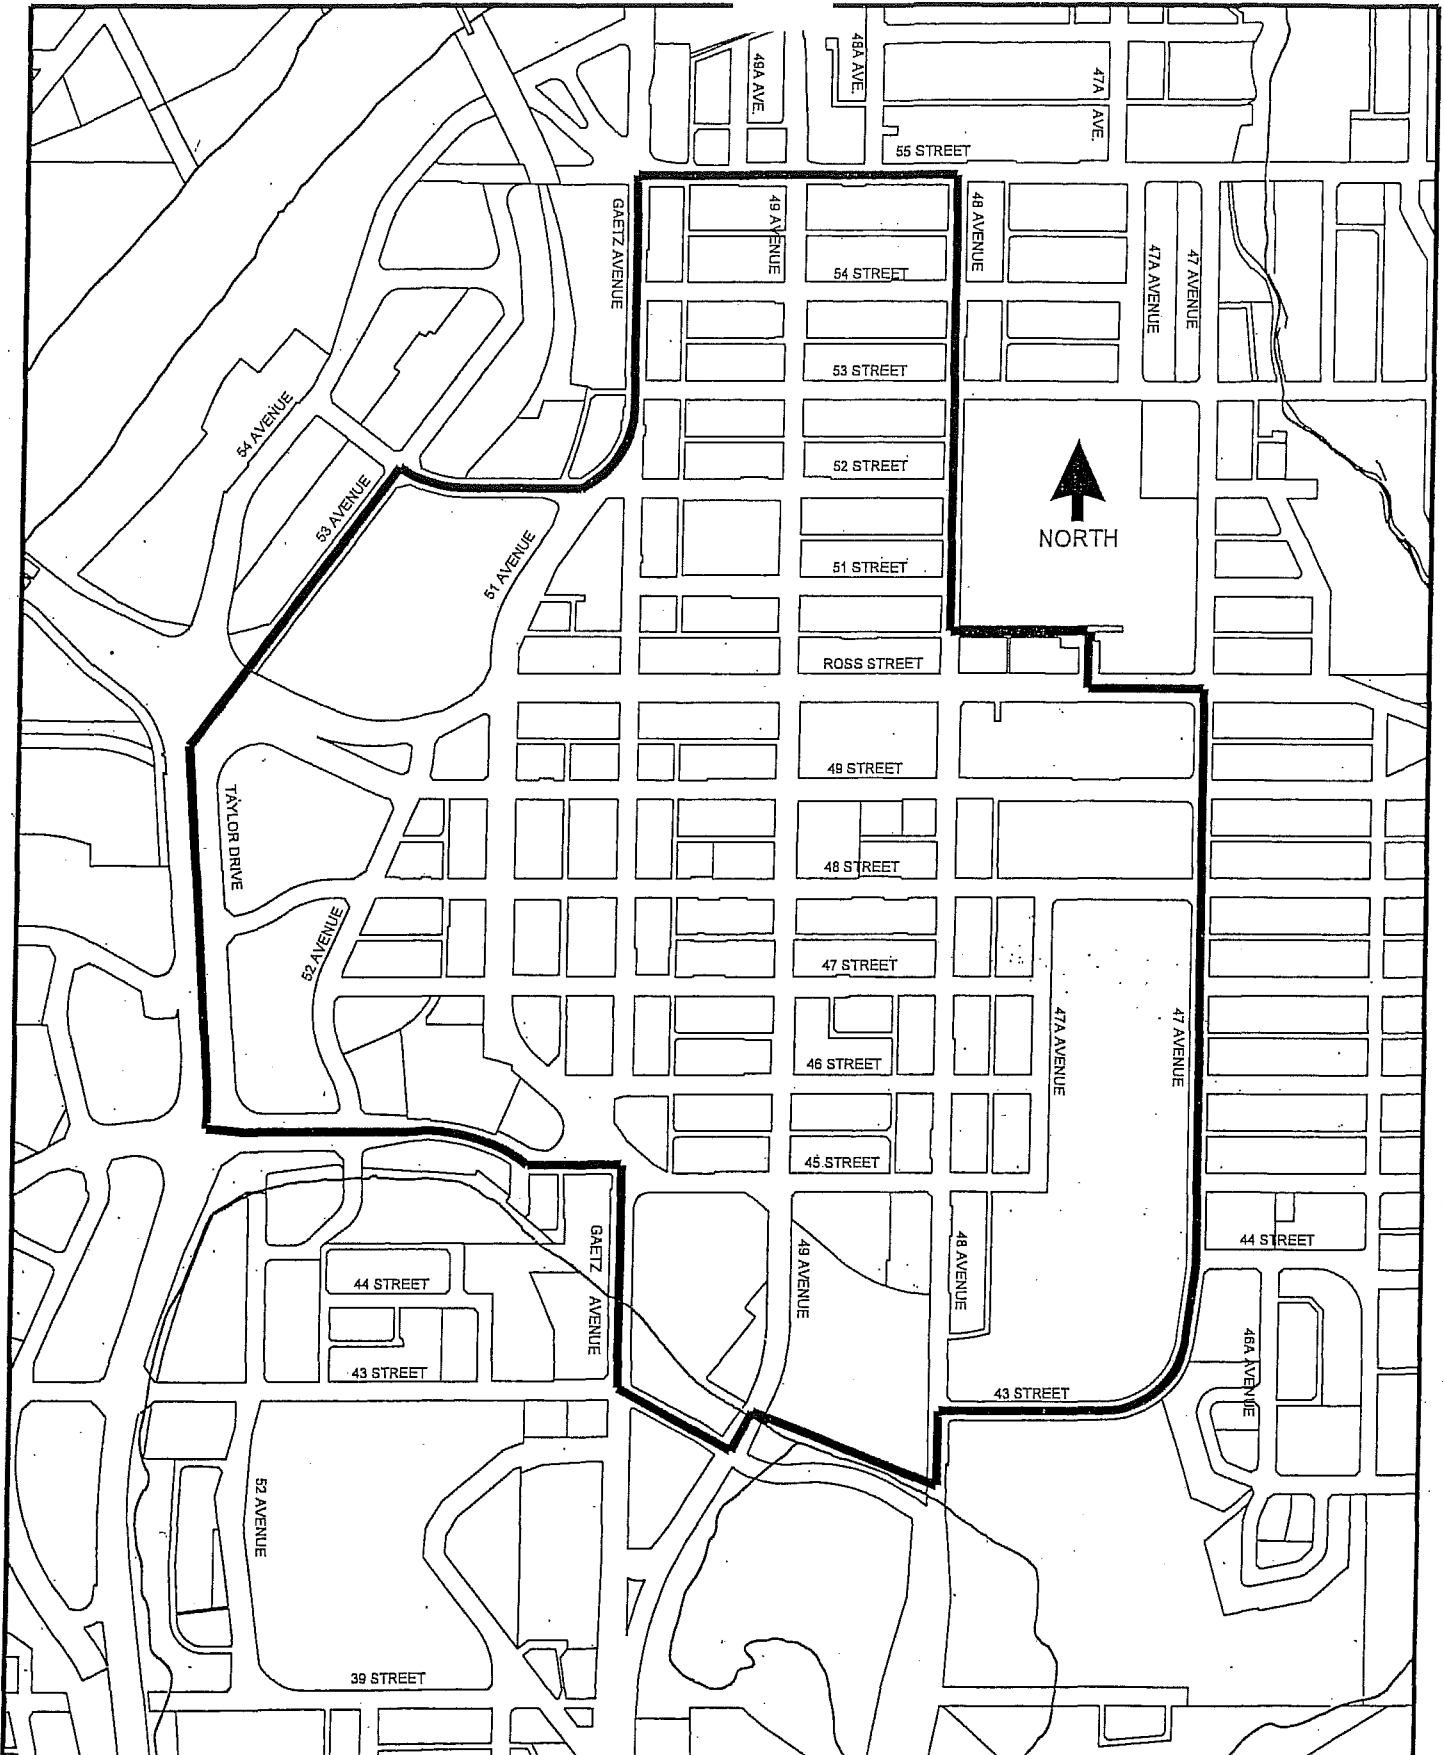 49A AVE.
48A AVE.
47A AVE.
55 STREET
GAETZ AVENUE
49 AVENUE
48 AVENUE
47A AVENUE
47 AVENUE
54 STREET
53 STREET
54 AVENUE
52 STREET
53 AVENUE
NORTH
51 AVENUE
51 STREET
ROSS STREET
49 STREET
TAYLOR DRIVE
48 STREET
52 AVENUE
47 STREET
47A AVENUE
47 AVENUE
46 STREET
45 STREET
GAETZ AVENUE
49 AVENUE
48 AVENUE
44 STREET
44 STREET
43 STREET
43 STREET
46A AVENUE
52 AVENUE
39 STREET